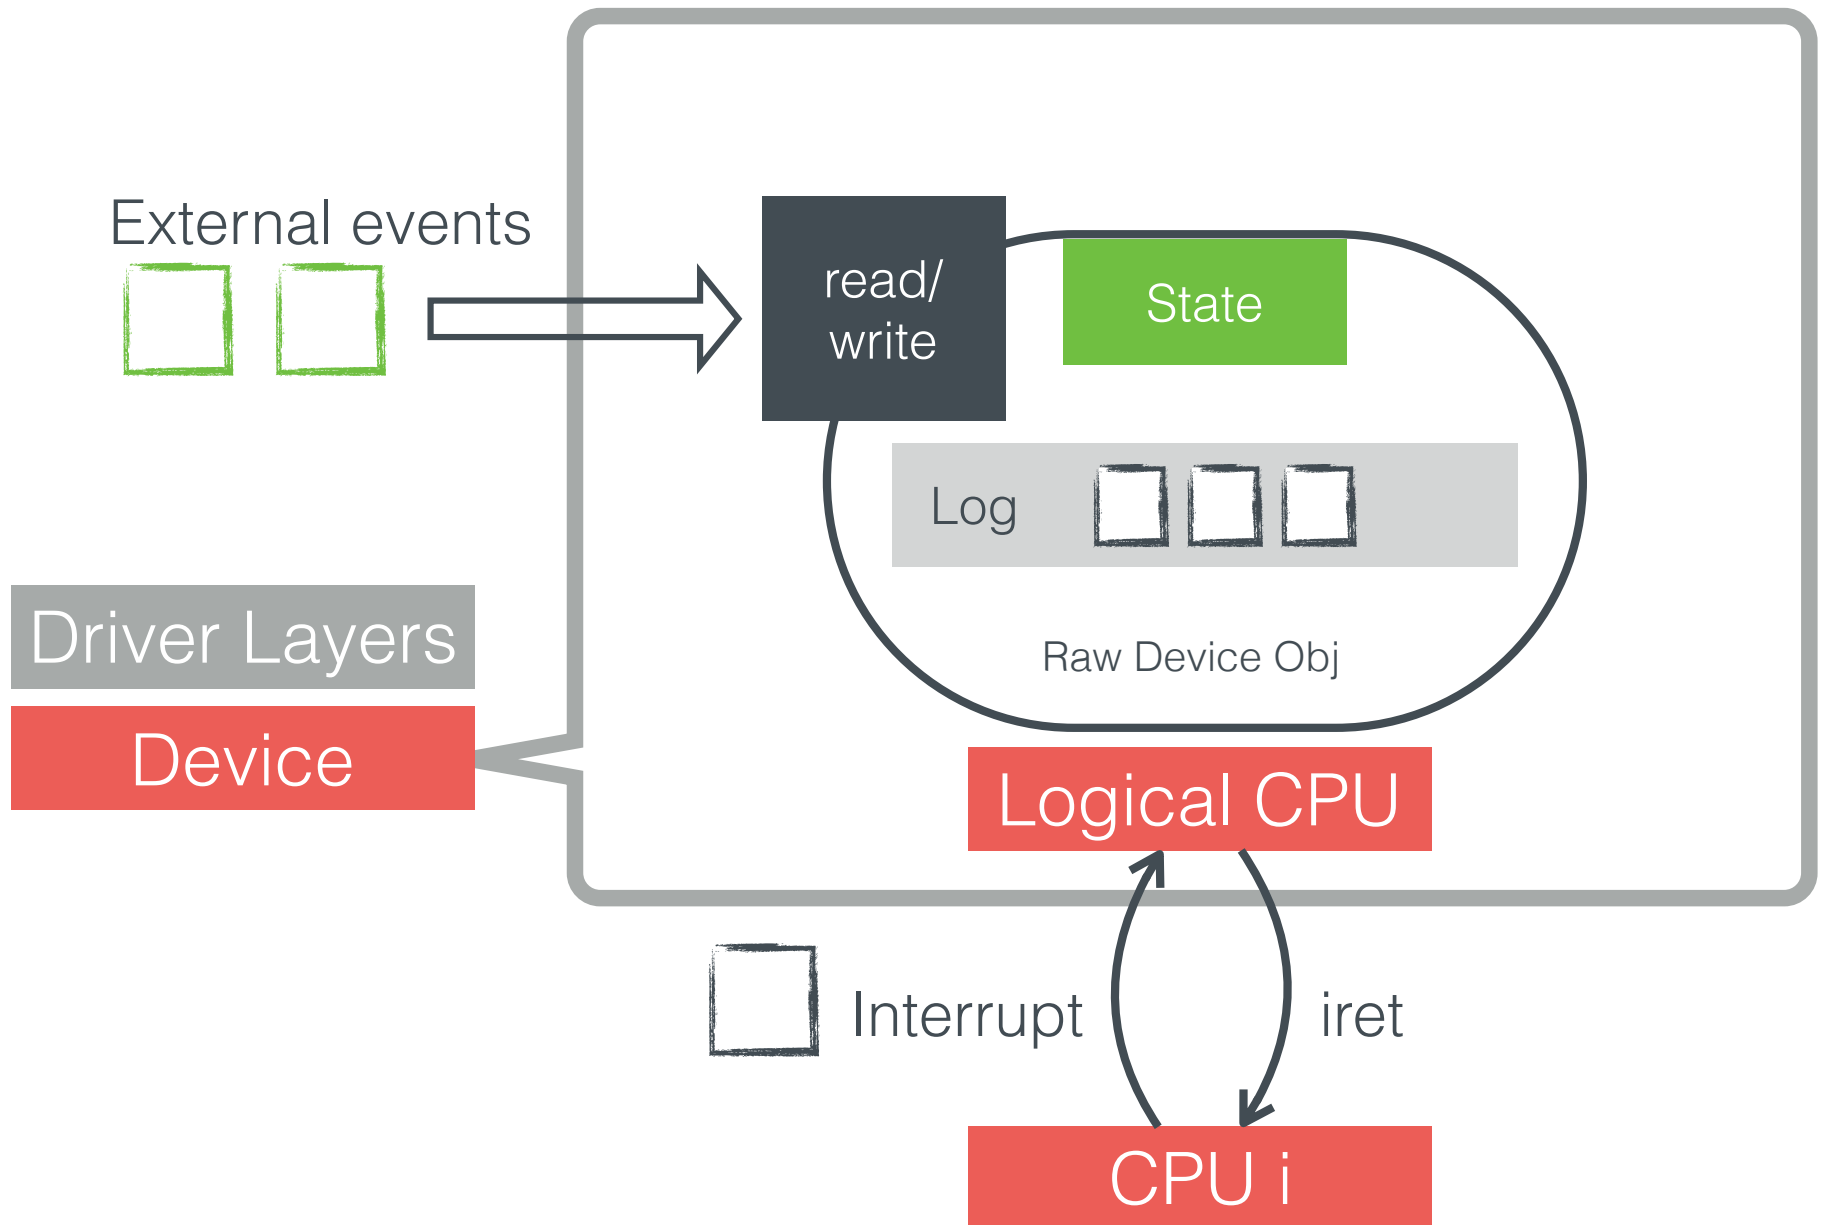 External events
read/
write
State
Log
Raw Device Obj
Driver Layers
Device
Logical CPU
Interrupt
iret
CPU i